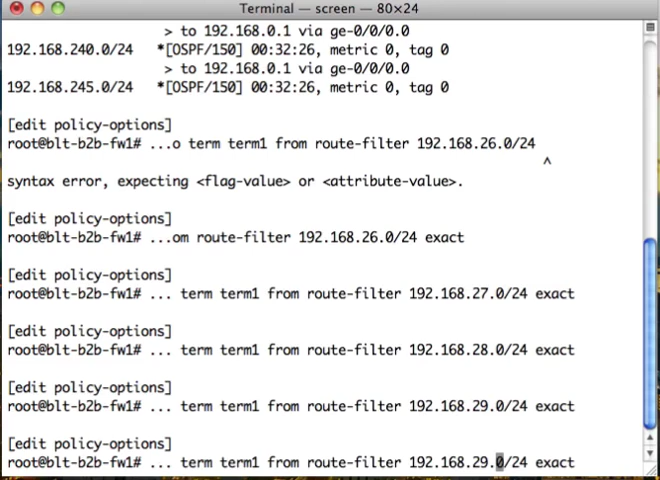 Terminal — screen — 80×24
> to 192.168.0.1 via ge-0/0/0.0
192.168.240.0/24 *[OSPF/150] 00:32:26, metric 0, tag 0
> to 192.168.0.1 via ge-0/0/0.0
192.168.245.0/24 *[OSPF/150] 00:32:26, metric 0, tag 0
[edit policy-options]
root@blt-b2b-fw1# ...o term term1 from route-filter 192.168.26.0/24
^
syntax error, expecting <flag-value> or <attribute-value>.
[edit policy-options]
root@blt-b2b-fw1# ...om route-filter 192.168.26.0/24 exact
[edit policy-options]
root@blt-b2b-fw1# ... term term1 from route-filter 192.168.27.0/24 exact
[edit policy-options]
root@blt-b2b-fw1# ... term term1 from route-filter 192.168.28.0/24 exact
[edit policy-options]
root@blt-b2b-fw1# ... term term1 from route-filter 192.168.29.0/24 exact
[edit policy-options]
root@blt-b2b-fw1# ... term term1 from route-filter 192.168.29.0/24 exact